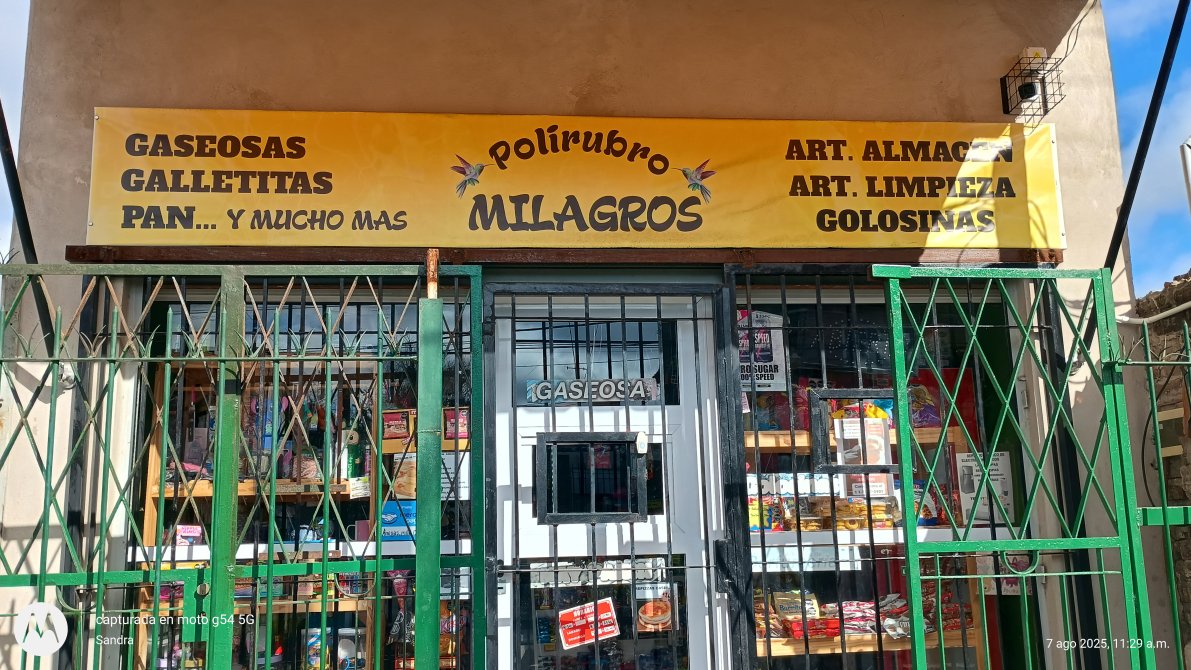 GASEOSAS
GALLETITAS
PAN... Y MUCHO MAS
Polirubro
MILAGROS
ART. ALMACEN
ART. LIMPIEZA
GOLOSINAS
SPEED
GASEOSA
capturada en moto g54 5G
Sandra
7 ago 2025, 11:29 a.m.